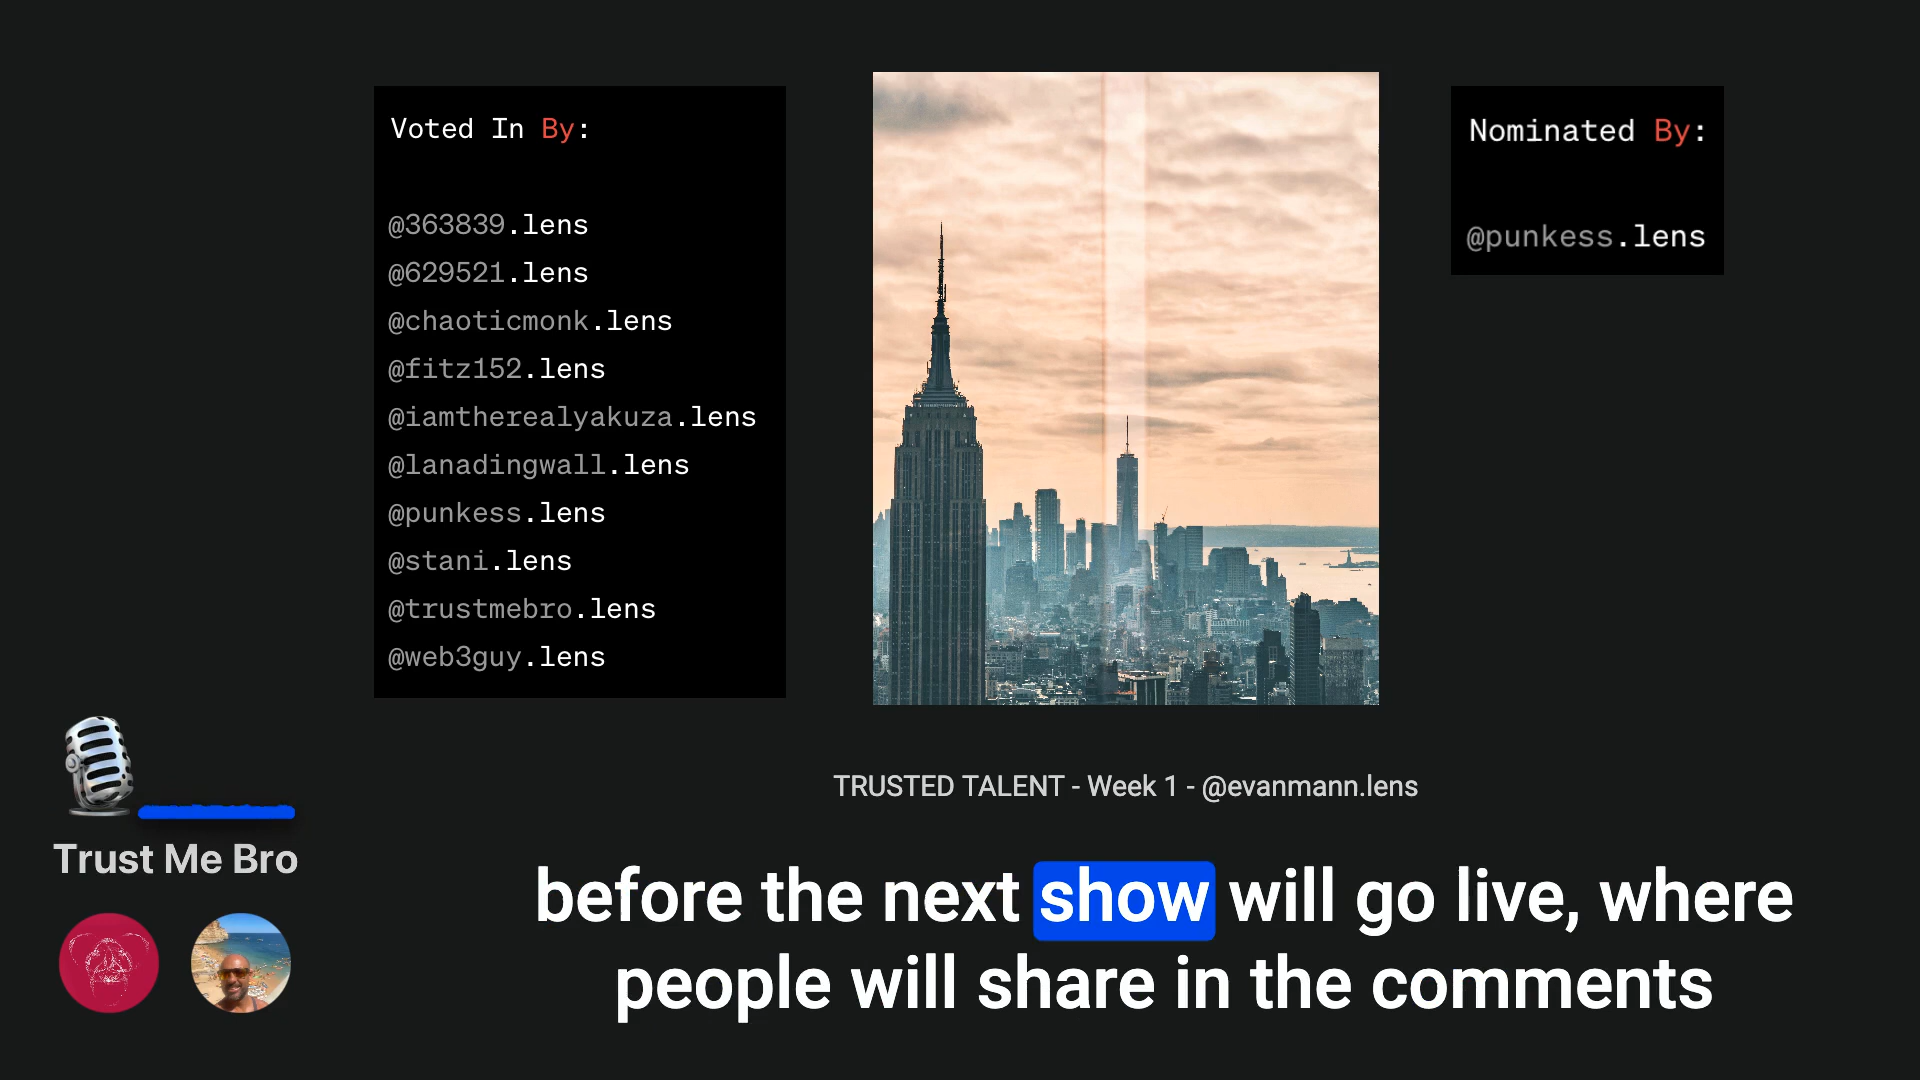 Voted In By:
@363839.lens
@629521.lens
@chaoticmonk.lens
@fitz152.lens
@iamtherealyakuza.lens
@lanadingwall.lens
@punkess.lens
@stani.lens
@trustmebro.lens
@web3guy.lens
Nominated By:
@punkess.lens
TRUSTED TALENT - Week 1 - @evanmann.lens
Trust Me Bro
before the next show will go live, where
people will share in the comments